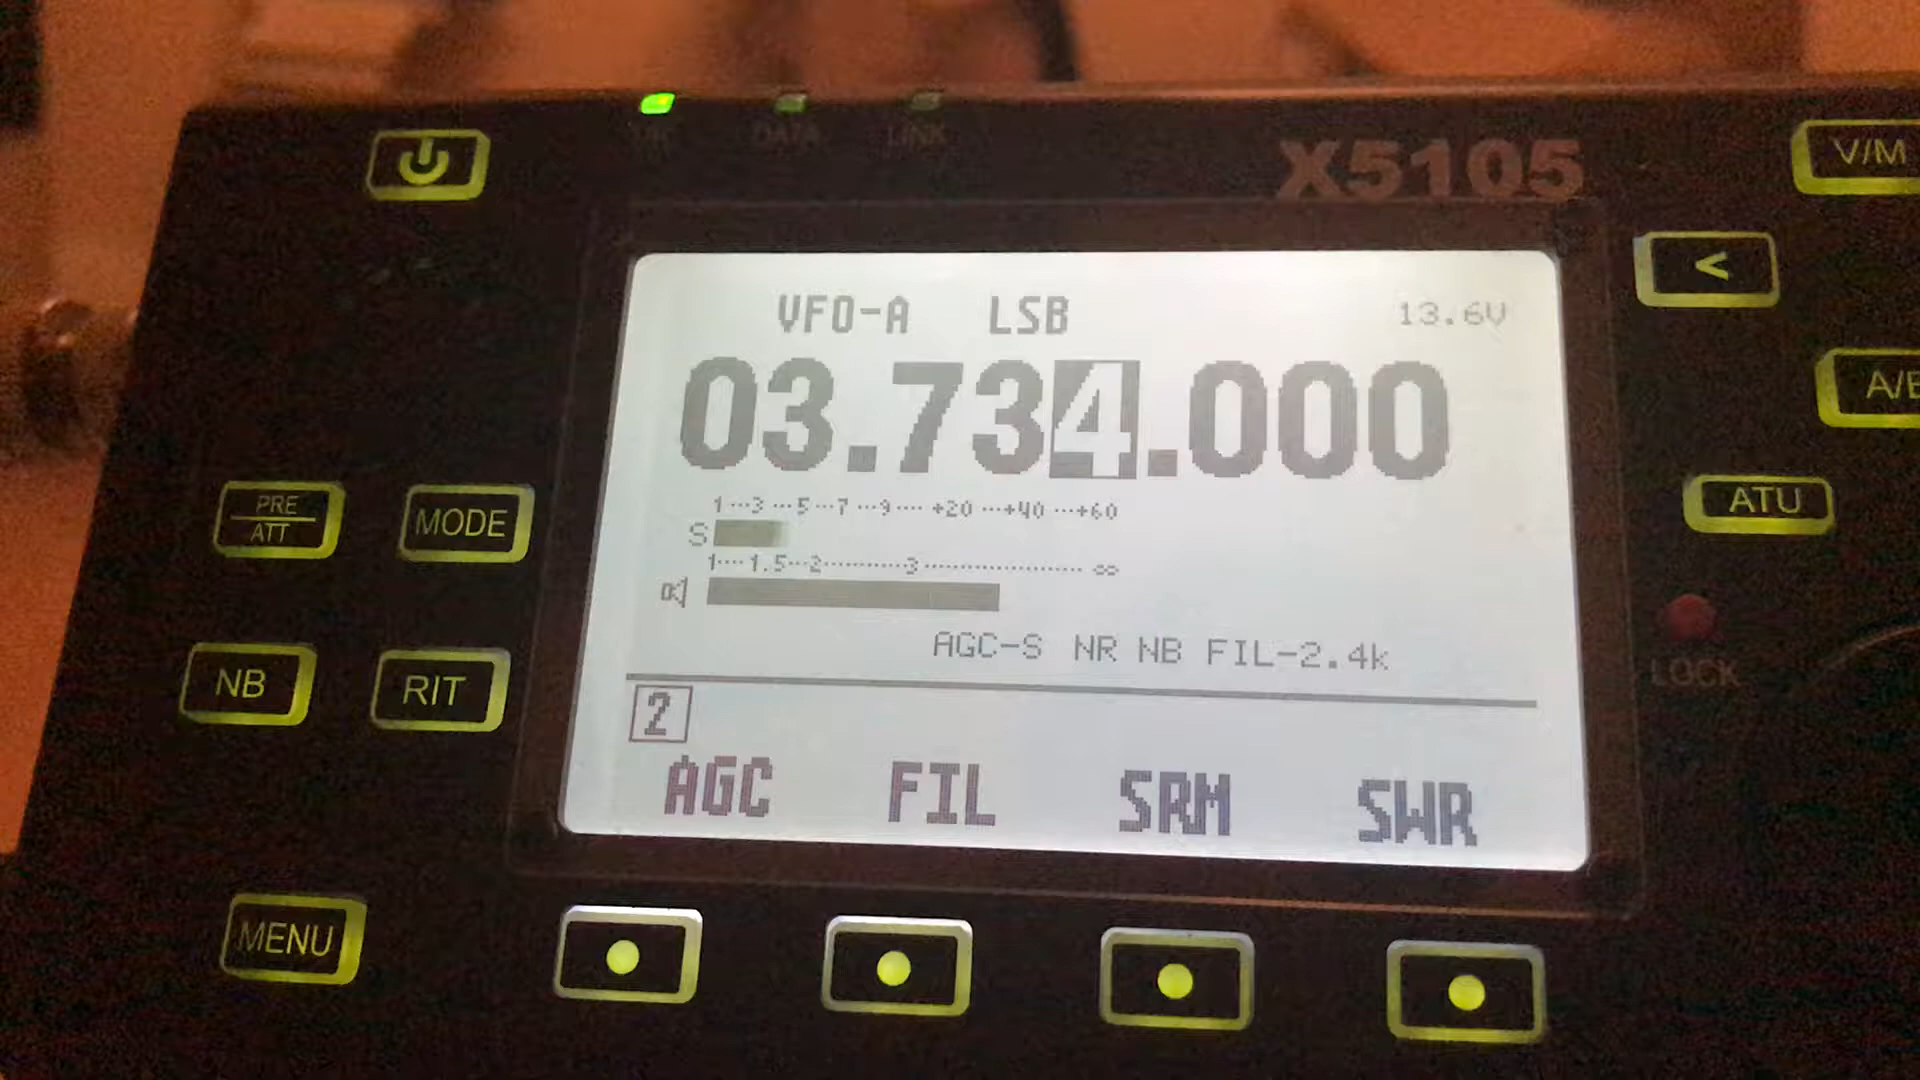 DATA LINK
X5105
V/M
<
VFO-A LSB 13.6V
03.734.000
1···3···5···7···9····+20···+40···+60
S
1····1.5···2··········3····················∞
AGC-S NR NB FIL-2.4k
2
AGC FIL SRM SWR
PRE
ATT
MODE
NB
RIT
MENU
ATU
LOCK